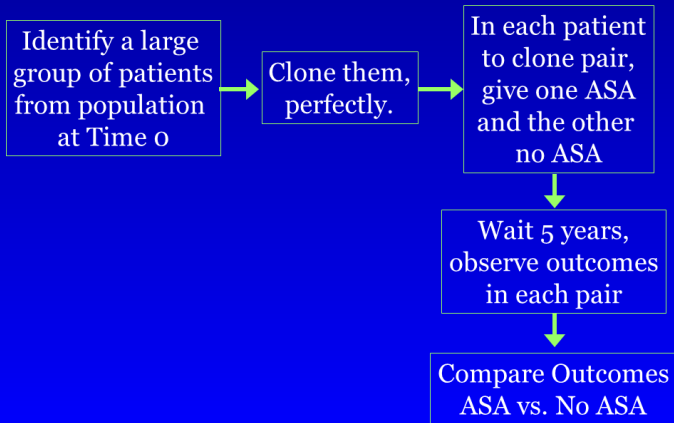 Identify a large
group of patients
from population
at Time 0
Clone them,
perfectly.
In each patient
to clone pair,
give one ASA
and the other
no ASA
Wait 5 years,
observe outcomes
in each pair
Compare Outcomes
ASA vs. No ASA